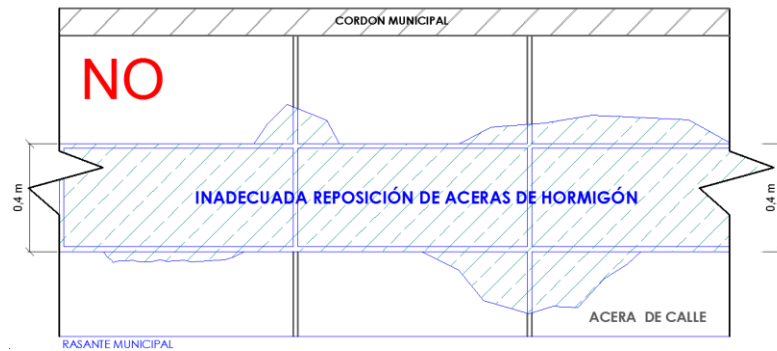 CORDON MUNICIPAL
NO
0,4 m
INADECUADA REPOSICIÓN DE ACERAS DE HORMIGÓN
0,4 m
ACERA DE CALLE
RASANTE MUNICIPAL